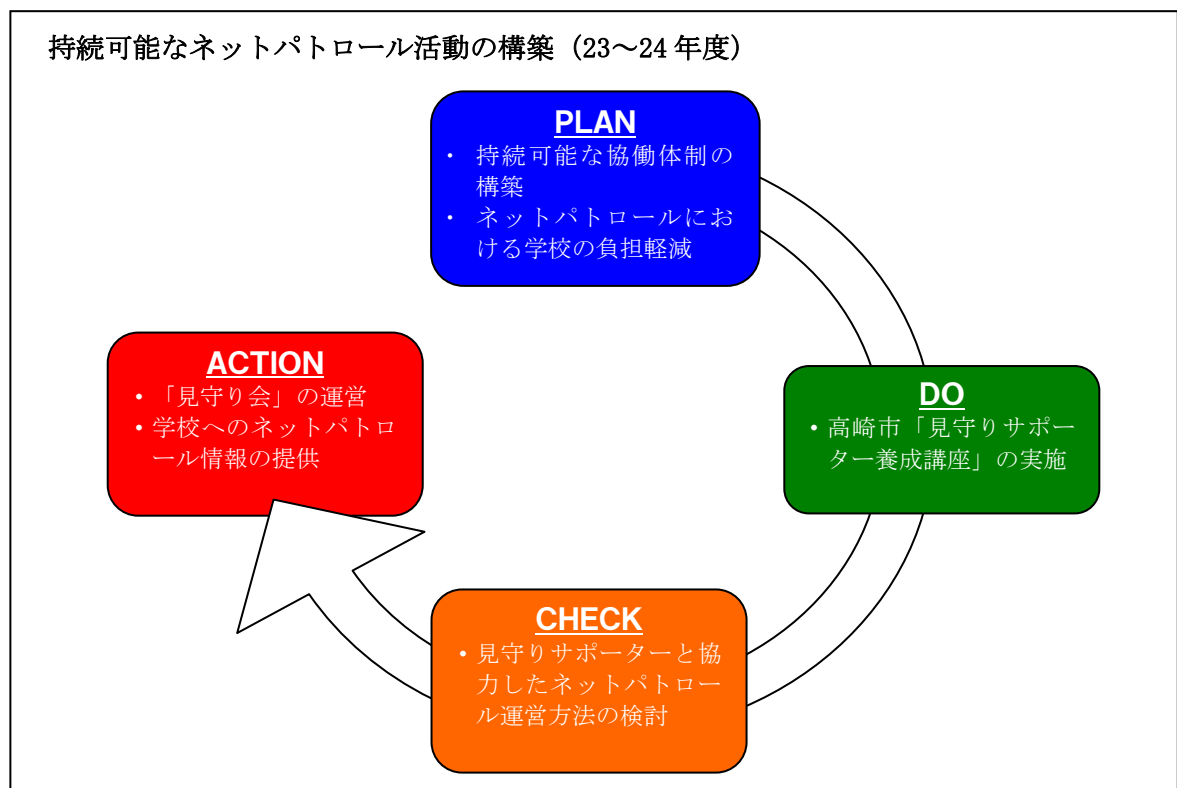 持続可能なネットパトロール活動の構築（23～24 年度）
PLAN
・ 持続可能な協働体制の
構築
・ ネットパトロールにお
ける学校の負担軽減
ACTION
・「見守り会」の運営
・学校へのネットパトロ
ール情報の提供
DO
・高崎市「見守りサポー
ター養成講座」の実施
CHECK
・見守りサポーターと協
力したネットパトロー
ル運営方法の検討